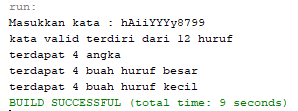 run:
Masukkan kata : hAiiYYYy8799
kata valid terdiri dari 12 huruf
terdapat 4 angka
terdapat 4 buah huruf besar
terdapat 4 buah huruf kecil
BUILD SUCCESSFUL (total time: 9 seconds)